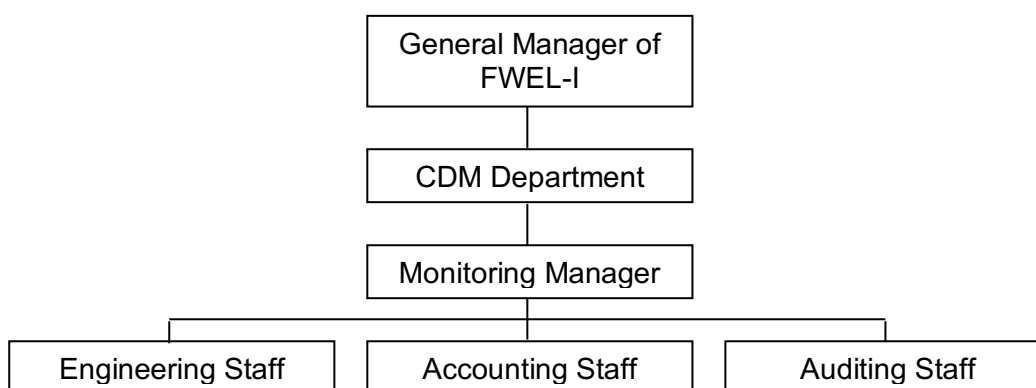 General Manager of
FWEL-I
CDM Department
Monitoring Manager
Engineering Staff
Accounting Staff
Auditing Staff